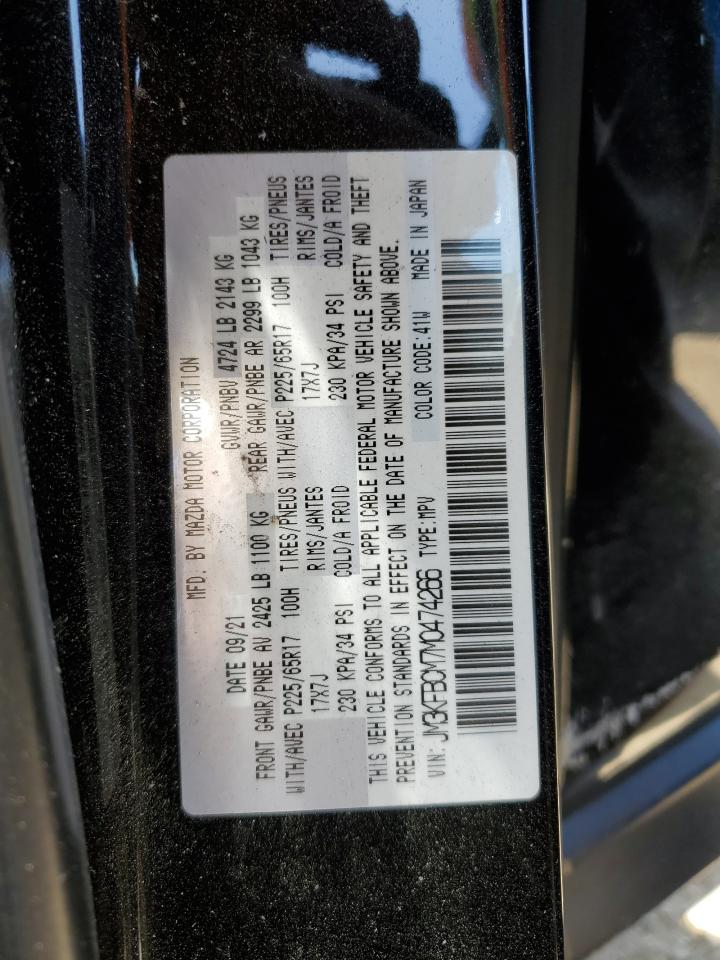 MFD. BY MAZDA MOTOR CORPORATION
DATE 09/21 GVWR/PNBV 4724 LB 2143 KG
FRONT GAWR/PNBE AV 2425 LB 1100 KG REAR GAWR/PNBE AR 2299 LB 1043 KG
WITH/AVEC P225/65R17 100H TIRES/PNEUS WITH/AVEC P225/65R17 100H TIRES/PNEUS
17X7J RIMS/JANTES 17X7J RIMS/JANTES
230 KPA/34 PSI COLD/A FROID 230 KPA/34 PSI COLD/A FROID
THIS VEHICLE CONFORMS TO ALL APPLICABLE FEDERAL MOTOR VEHICLE SAFETY AND THEFT
PREVENTION STANDARDS IN EFFECT ON THE DATE OF MANUFACTURE SHOWN ABOVE.
VIN: JM3KFBCM7M0474266 TYPE:MPV COLOR CODE:41W MADE IN JAPAN